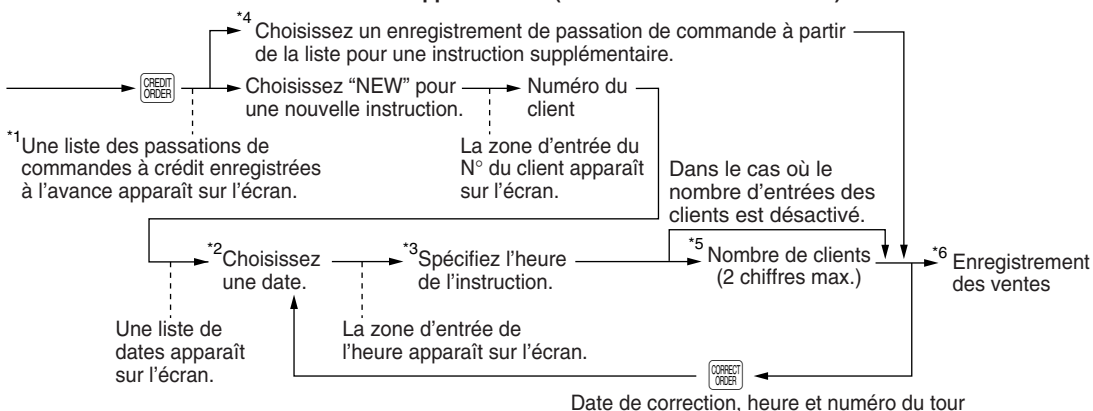 *4 Choisissez un enregistrement de passation de commande à partir
de la liste pour une instruction supplémentaire.
CREDIT
ORDER
Choisissez “NEW” pour
une nouvelle instruction.
Numéro du
client
*1 Une liste des passations de
commandes à crédit enregistrées
à l'avance apparaît sur l'écran.
La zone d'entrée du
N° du client apparaît
sur l'écran.
Dans le cas où le
nombre d'entrées des
clients est désactivé.
*2 Choisissez
une date.
*3 Spécifiez l'heure
de l'instruction.
*5 Nombre de clients
(2 chiffres max.)
*6 Enregistrement
des ventes
Une liste de
dates apparaît
sur l'écran.
La zone d'entrée de
l'heure apparaît sur l'écran.
CORRECT
ORDER
Date de correction, heure et numéro du tour